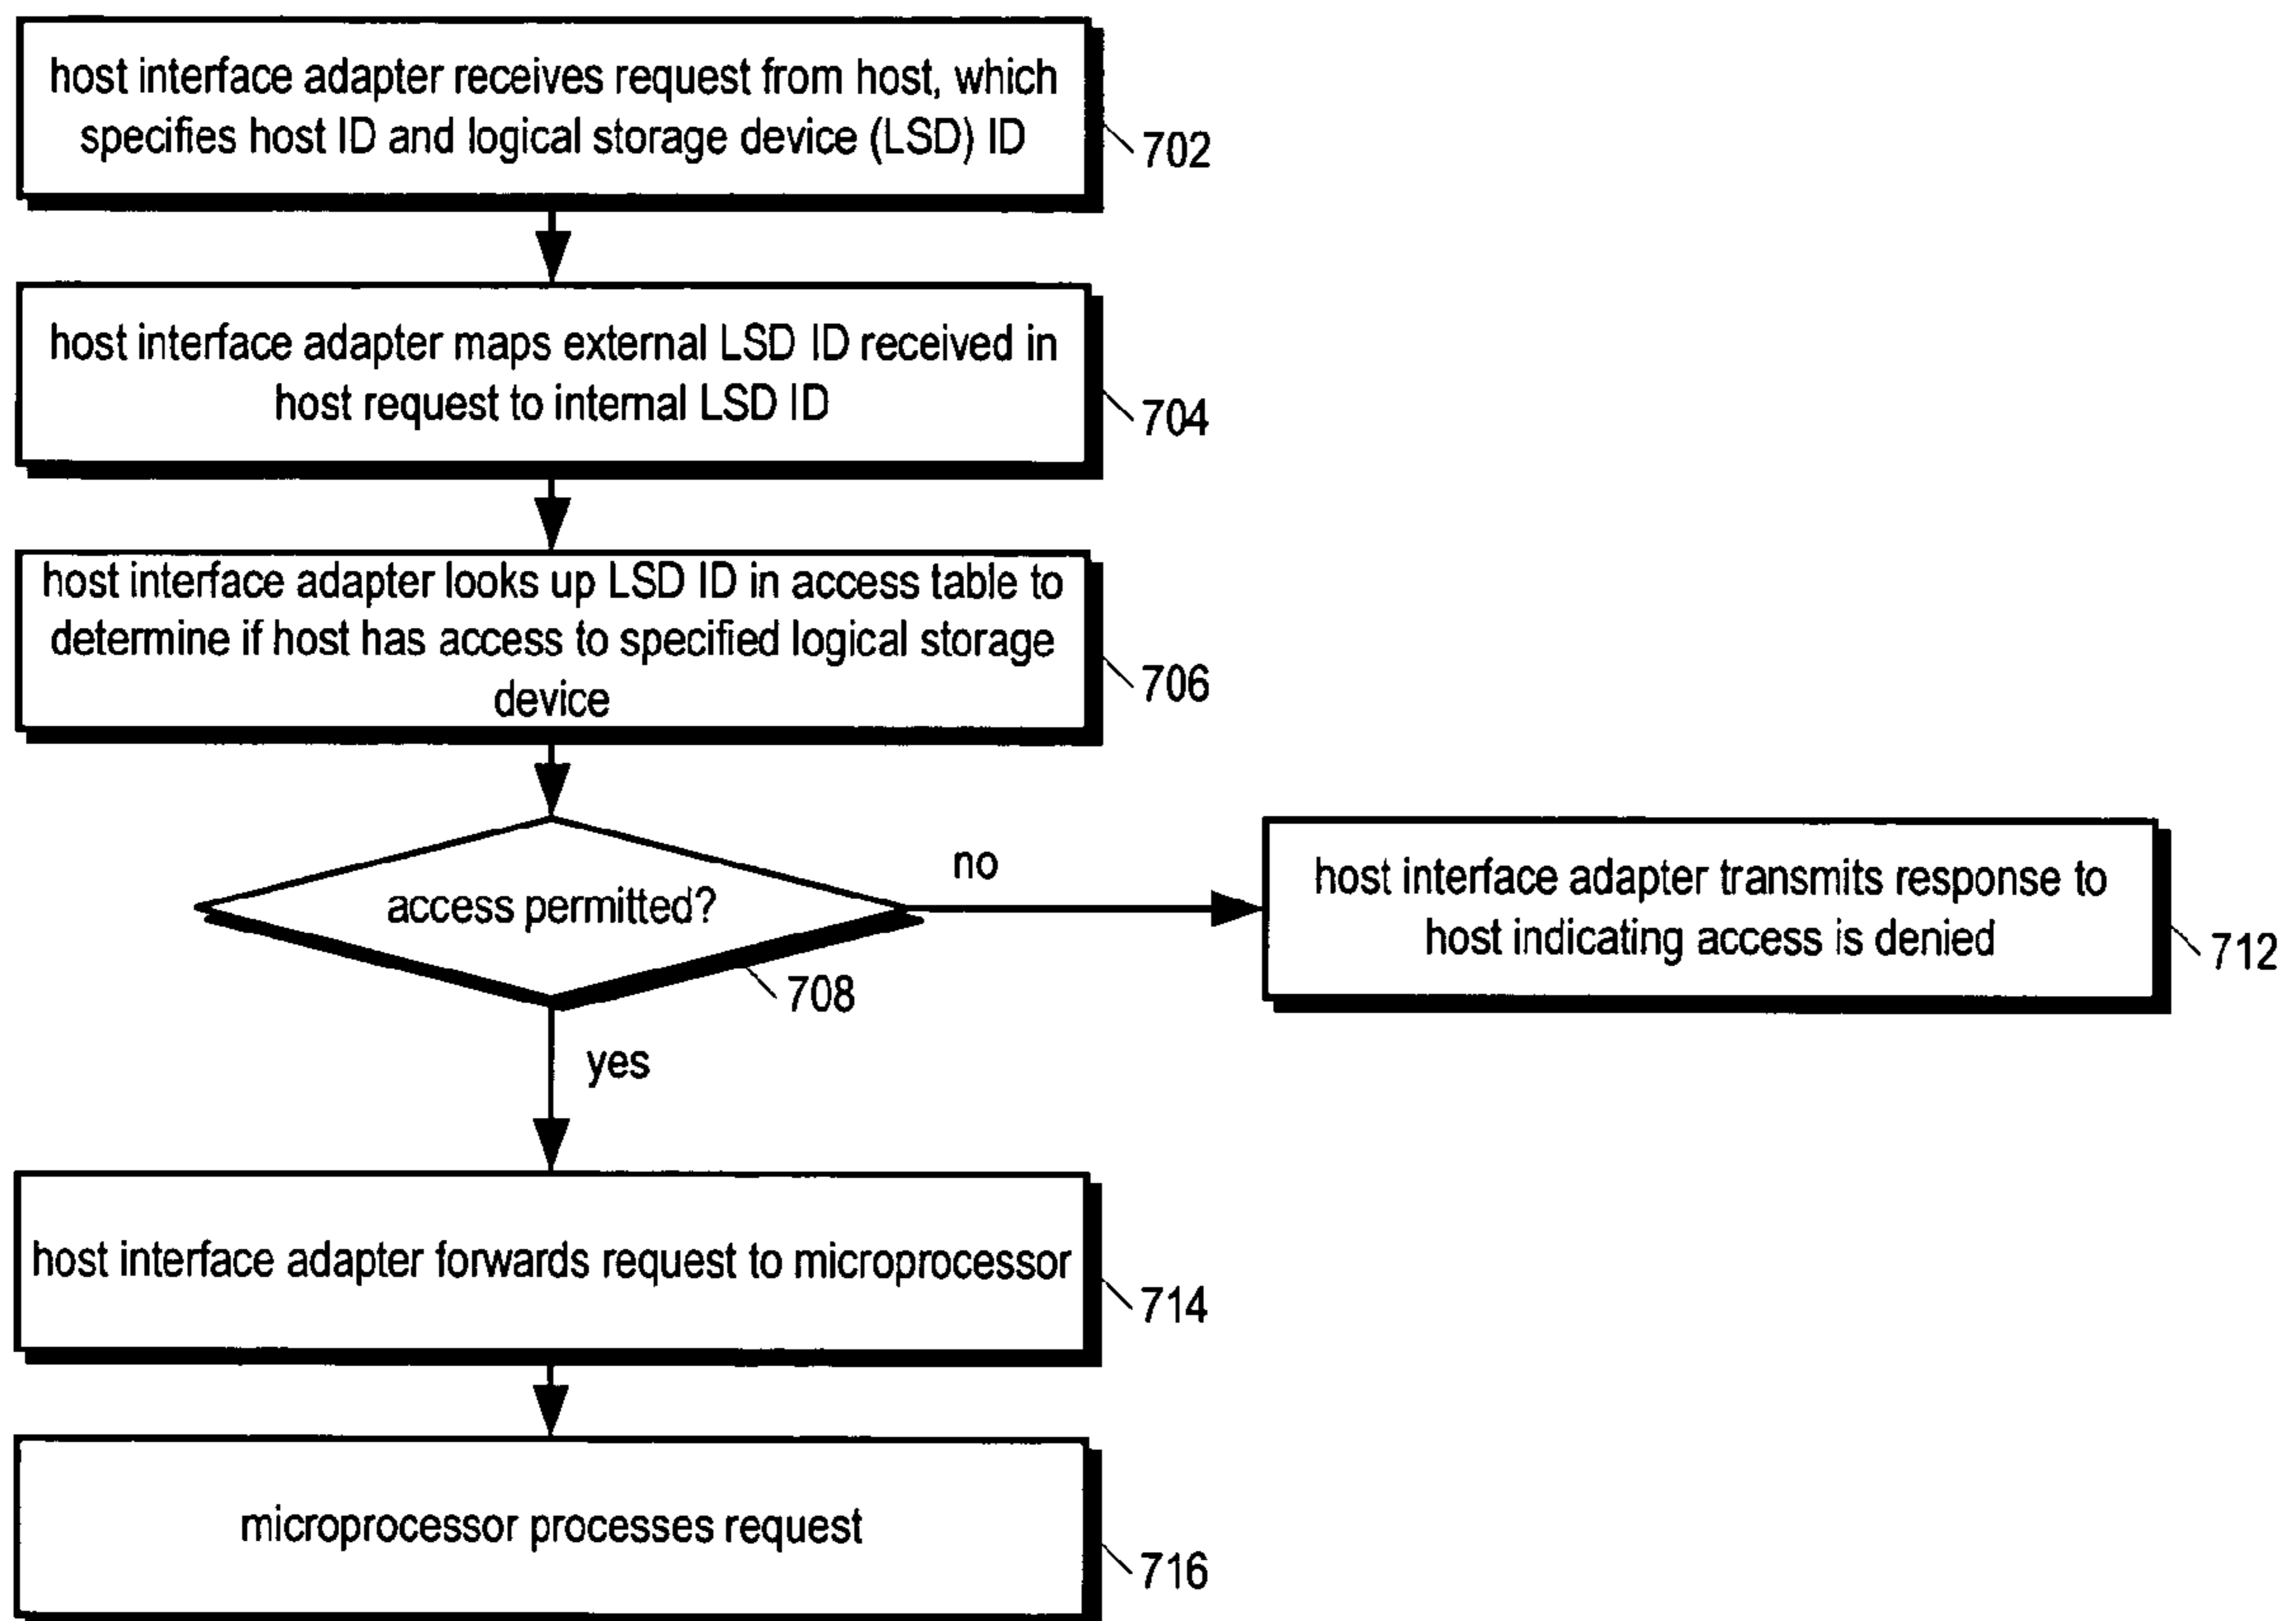 host interface adapter receives request from host, which
specifies host ID and logical storage device (LSD) ID
702
host interface adapter maps external LSD ID received in
host request to internal LSD ID
704
host interface adapter looks up LSD ID in access table to
determine if host has access to specified logical storage
device
706
access permitted?
708
no
host interface adapter transmits response to
host indicating access is denied
712
yes
host interface adapter forwards request to microprocessor
714
microprocessor processes request
716